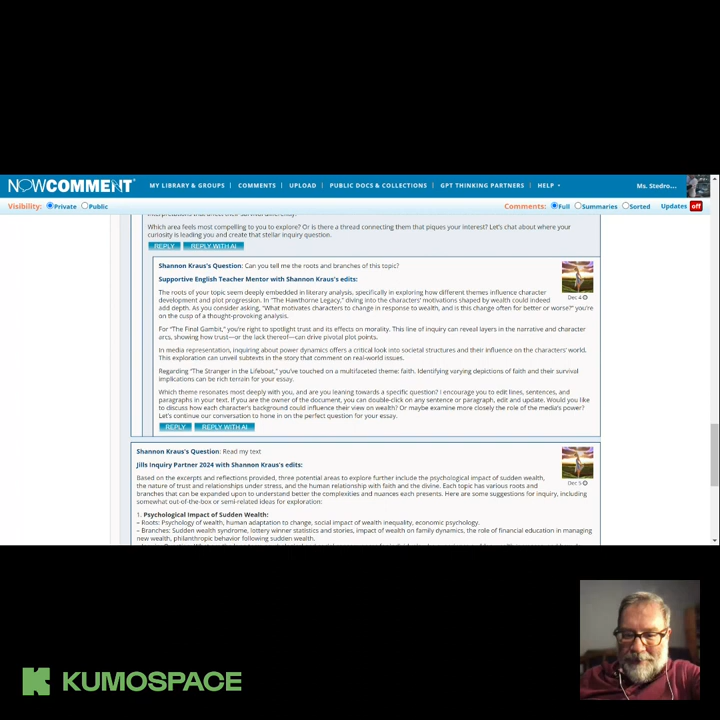 NOWCOMMENT
MY LIBRARY & GROUPS | COMMENTS | UPLOAD | PUBLIC DOCS & COLLECTIONS | GPT THINKING PARTNERS | HELP
Ms. Stedro...
Visibility: Private Public
Comments: Full Summaries Sorted Updates off
Which area feels most compelling to you to explore? Or is there a thread connecting them that piques your interest? Let's chat about where your
curiosity is leading you and create that stellar inquiry question.
REPLY REPLY WITH AI
Shannon Kraus's Question: Can you tell me the roots and branches of this topic?
Supportive English Teacher Mentor with Shannon Kraus's edits:
Dec 4
The roots of your topic seem deeply embedded in literary analysis, specifically in exploring how different themes influence character
development and plot progression. In "The Hawthorne Legacy," diving into the characters' motivations shaped by wealth could indeed
add depth. As you consider asking, "What motivates characters to change in response to wealth, and is this change often for better or worse?" you're
on the cusp of a thought-provoking analysis.
For "The Final Gambit," you're right to spotlight trust and its effects on morality. This line of inquiry can reveal layers in the narrative and character
arcs, showing how trust—or the lack thereof—can drive pivotal plot points.
In media representation, inquiring about power dynamics offers a critical look into societal structures and their influence on the characters' world.
This exploration can unveil subtexts in the story that comment on real-world issues.
Regarding "The Stranger in the Lifeboat," you've touched on a multifaceted theme: faith. Identifying varying depictions of faith and their survival
implications can be rich terrain for your essay.
Which theme resonates most deeply with you, and are you leaning towards a specific question? I encourage you to edit lines, sentences, and
paragraphs in your text. If you are the owner of the document, you can double-click on any sentence or paragraph, edit and update. Would you like
to discuss how each character's background could influence their view on wealth? Or maybe examine more closely the role of the media's power?
Let's continue our conversation to hone in on the perfect question for your essay.
REPLY REPLY WITH AI
Shannon Kraus's Question: Read my text
Jills Inquiry Partner 2024 with Shannon Kraus's edits:
Dec 5
Based on the excerpts and reflections provided, three potential areas to explore further include the psychological impact of sudden wealth,
the nature of trust and relationships under stress, and the human relationship with faith and the divine. Each topic has various roots and
branches that can be expanded upon to understand better the complexities and nuances each presents. Here are some suggestions for inquiry, including
somewhat out-of-the-box or semi-related ideas for exploration:
1. Psychological Impact of Sudden Wealth:
– Roots: Psychology of wealth, human adaptation to change, social impact of wealth inequality, economic psychology.
– Branches: Sudden wealth syndrome, lottery winner statistics and stories, impact of wealth on family dynamics, the role of financial education in managing
new wealth, philanthropic behavior following sudden wealth.
KUMOSPACE